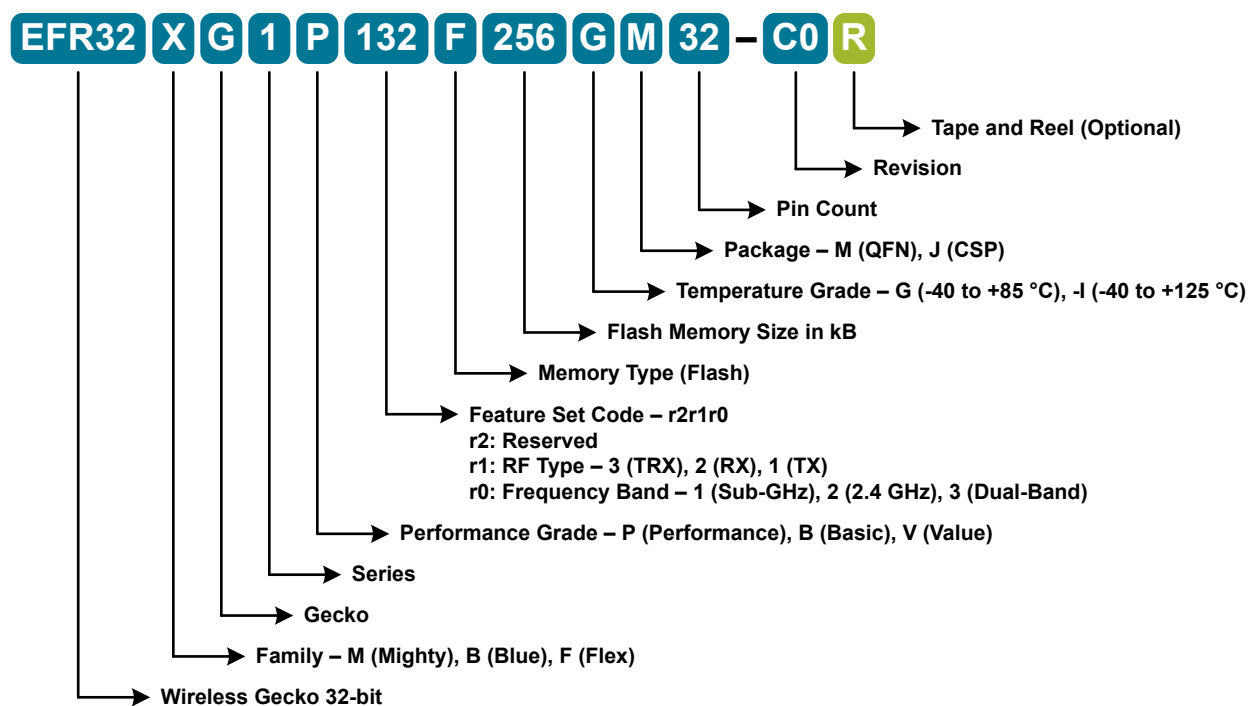 EFR32 X G 1 P 132 F 256 G M 32 – C0 R
Tape and Reel (Optional)
Revision
Pin Count
Package – M (QFN), J (CSP)
Temperature Grade – G (-40 to +85 °C), -I (-40 to +125 °C)
Flash Memory Size in kB
Memory Type (Flash)
Feature Set Code – r2r1r0
r2: Reserved
r1: RF Type – 3 (TRX), 2 (RX), 1 (TX)
r0: Frequency Band – 1 (Sub-GHz), 2 (2.4 GHz), 3 (Dual-Band)
Performance Grade – P (Performance), B (Basic), V (Value)
Series
Gecko
Family – M (Mighty), B (Blue), F (Flex)
Wireless Gecko 32-bit